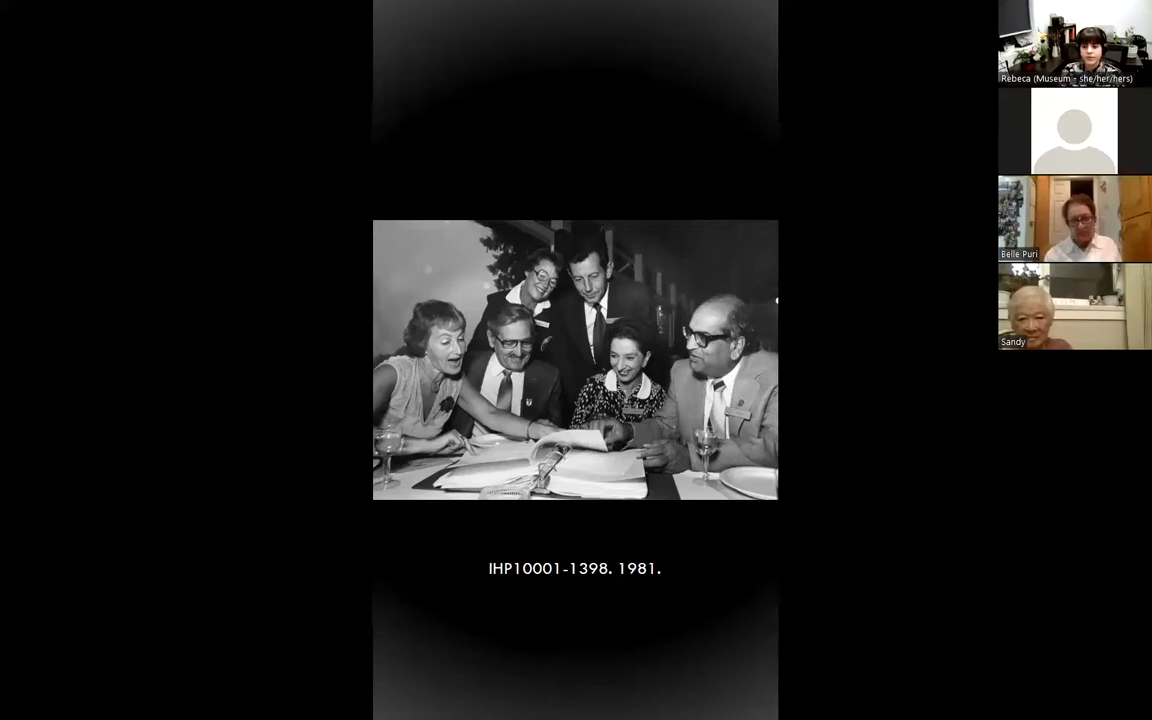 IHP10001-1398. 1981.
Rebeca (Museum - she/her/hers)
Belle Puri
Sandy